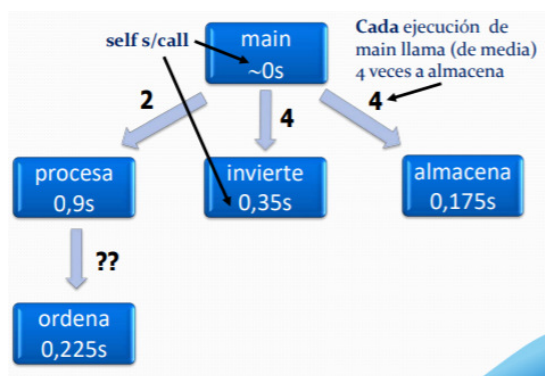 self s/call
main
~0s
Cada ejecución de
main llama (de media)
4 veces a almacena
2
4
4
procesa
0,9s
invierte
0,35s
almacena
0,175s
??
ordena
0,225s